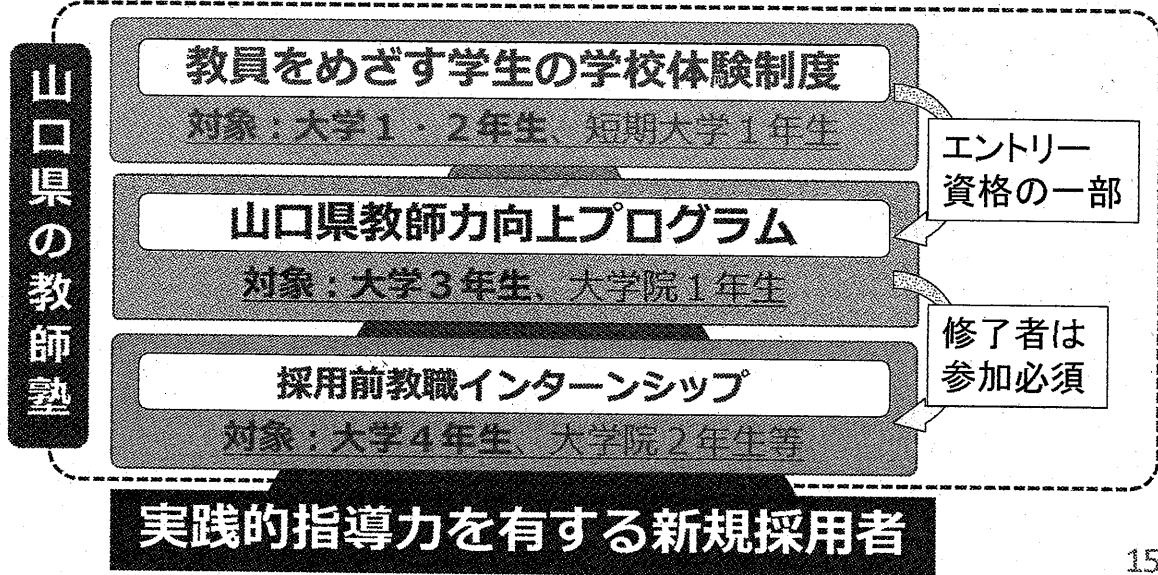 山口県の教師塾
教員をめざす学生の学校体験制度
対象：大学１・２年生、短期大学１年生
エントリー
資格の一部
山口県教師力向上プログラム
対象：大学３年生、大学院１年生
修了者は
参加必須
採用前教職インターンシップ
対象：大学４年生、大学院２年生等
実践的指導力を有する新規採用者
15